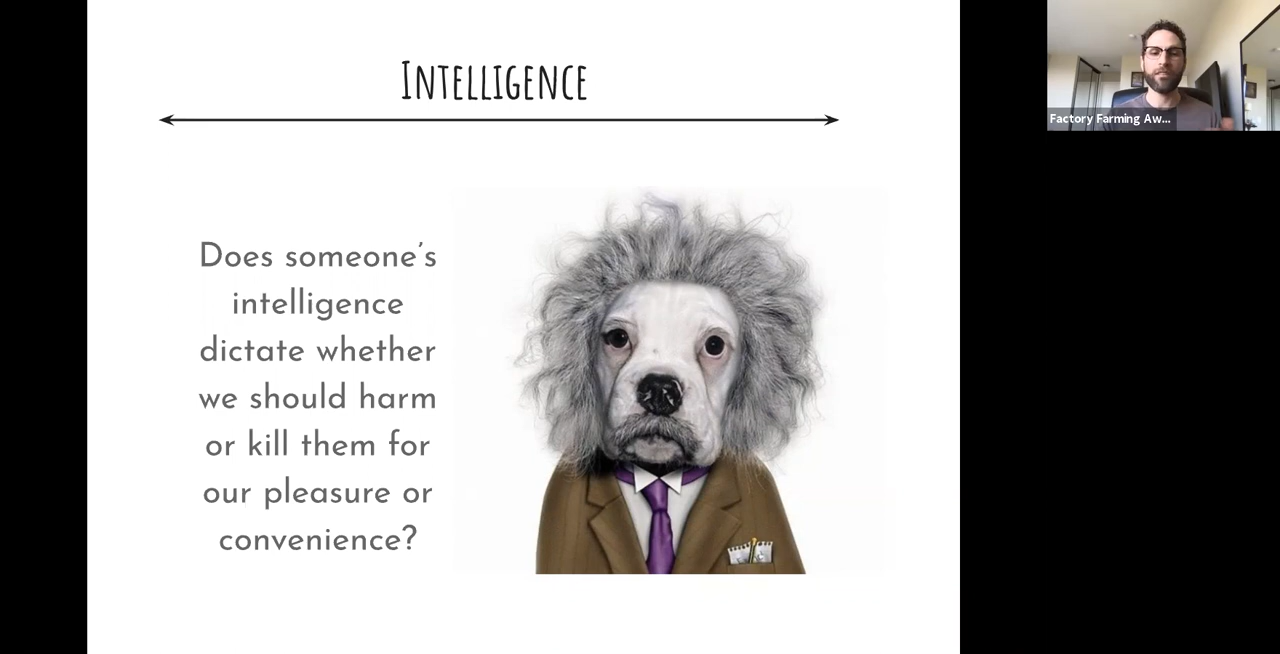 Intelligence
Does someone's
intelligence
dictate whether
we should harm
or kill them for
our pleasure or
convenience?
Factory Farming Aw...